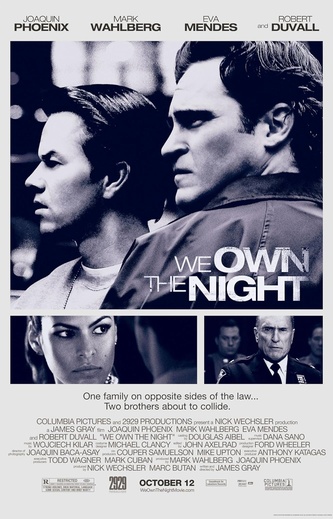 JOAQUIN PHOENIX MARK WAHLBERG EVA MENDES and ROBERT DUVALL
WE OWN
THE NIGHT
One family on opposite sides of the law...
Two brothers about to collide.
COLUMBIA PICTURES AND 2929 PRODUCTIONS present a NICK WECHSLER production
a JAMES GRAY film JOAQUIN PHOENIX MARK WAHLBERG EVA MENDES
and ROBERT DUVALL "WE OWN THE NIGHT" DOUGLAS AIBEL DANA SANO
WOJCIECH KILAR MICHAEL CLANCY JOHN AXELRAD FORD WHEELER
JOAQUIN BACA-ASAY COUPER SAMUELSON MIKE UPTON ANTHONY KATAGAS
TODD WAGNER MARK CUBAN MARK WAHLBERG JOAQUIN PHOENIX
NICK WECHSLER MARC BUTAN JAMES GRAY
R RESTRICTED 2929 OCTOBER 12 COLUMBIA PICTURES
WeOwnTheNightMovie.com